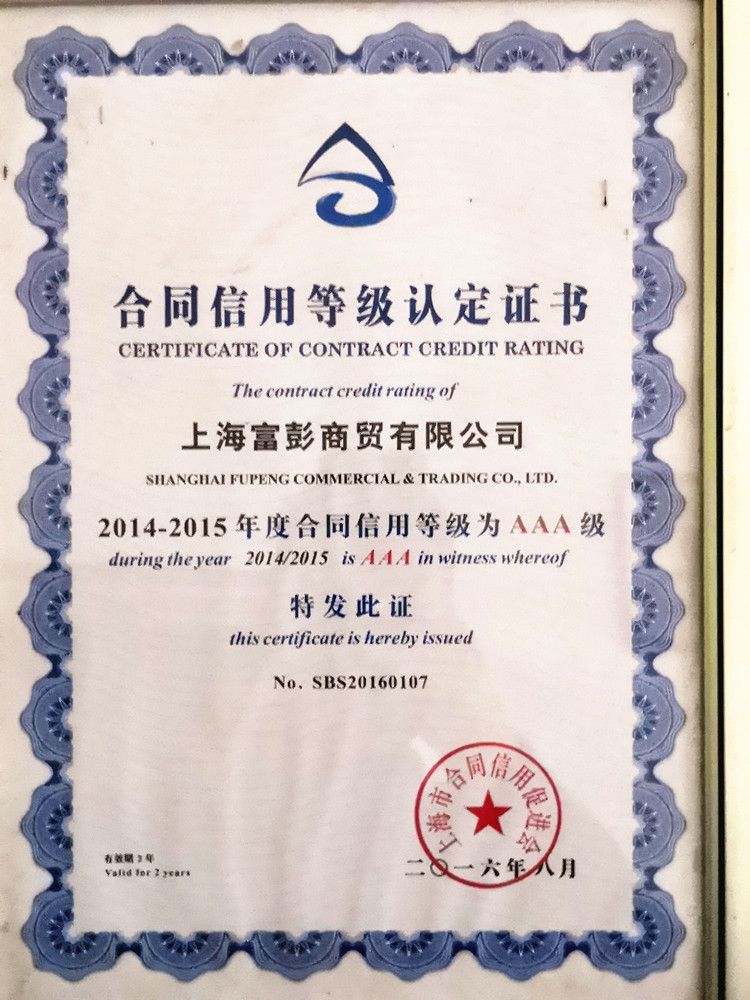 合同信用等级认定证书
CERTIFICATE OF CONTRACT CREDIT RATING
The contract credit rating of
上海富彭商贸有限公司
SHANGHAI FUPENG COMMERCIAL & TRADING CO., LTD.
2014-2015 年度合同信用等级为 AAA 级
during the year 2014/2015 is AAA in witness whereof
特发此证
this certificate is hereby issued
No. SBS20160107
上海市合同信用促进会
有效期 2 年
Valid for 2 years
二〇一六年八月